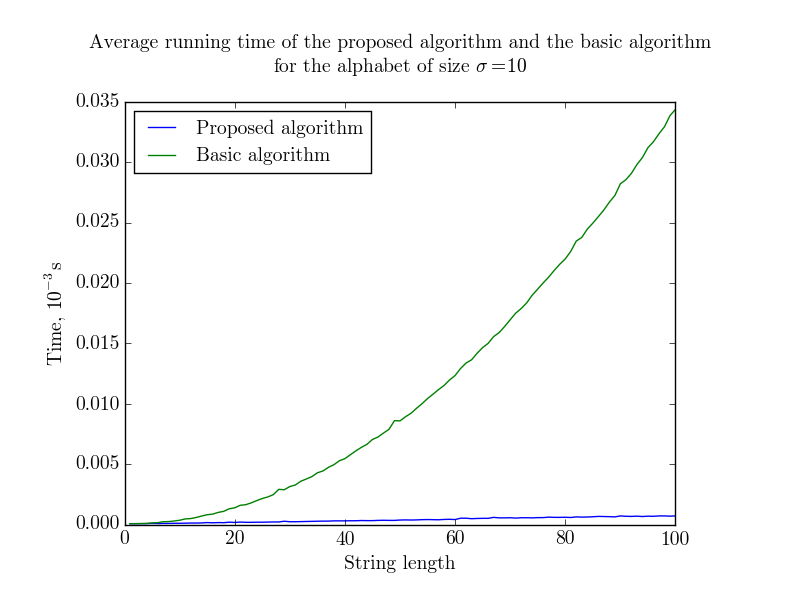 Average running time of the proposed algorithm and the basic algorithm
for the alphabet of size σ =10
0.035
0.030
0.025
0.020
0.015
0.010
0.005
0.000
Proposed algorithm
Basic algorithm
Time, 10⁻³ s
0 20 40 60 80 100
String length